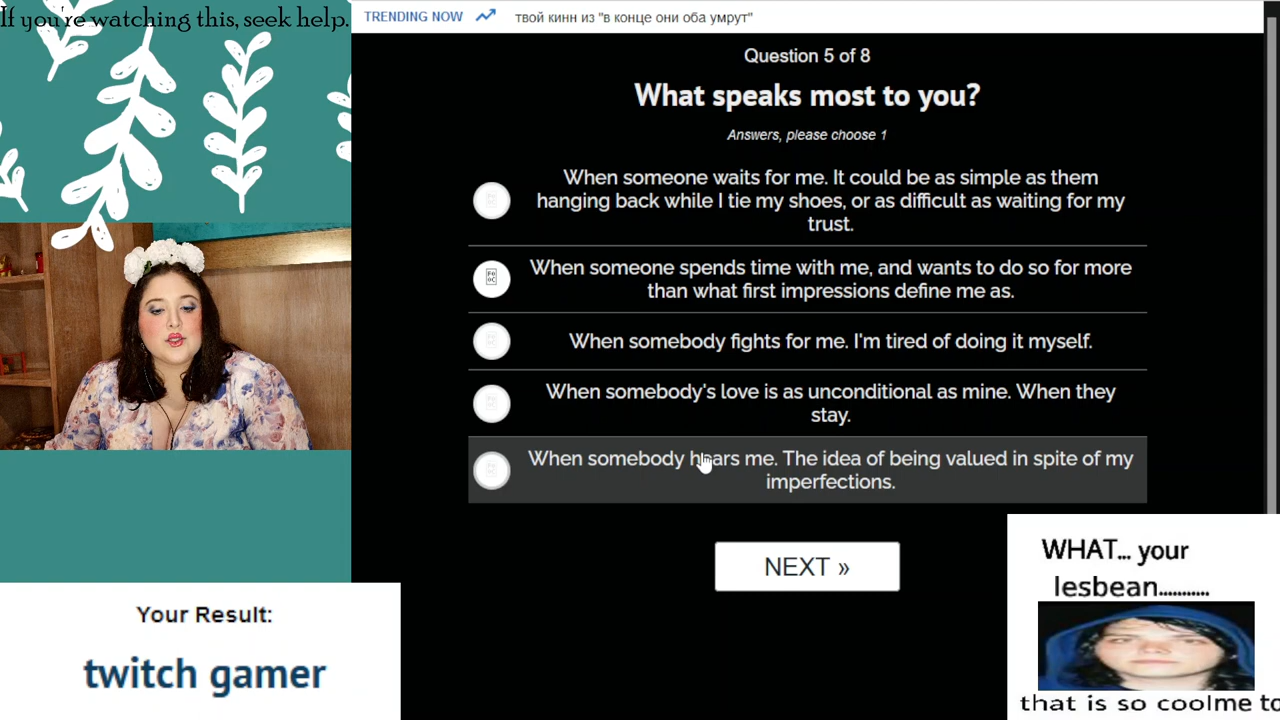 If you're watching this, seek help.
TRENDING NOW
твой кинн из "в конце они оба умрут"
Question 5 of 8
What speaks most to you?
Answers, please choose 1
When someone waits for me. It could be as simple as them
hanging back while I tie my shoes, or as difficult as waiting for my
trust.
When someone spends time with me, and wants to do so for more
than what first impressions define me as.
When somebody fights for me. I'm tired of doing it myself.
When somebody's love is as unconditional as mine. When they
stay.
When somebody hears me. The idea of being valued in spite of my
imperfections.
NEXT »
Your Result:
twitch gamer
WHAT... your
lesbean...........
that is so coolme to